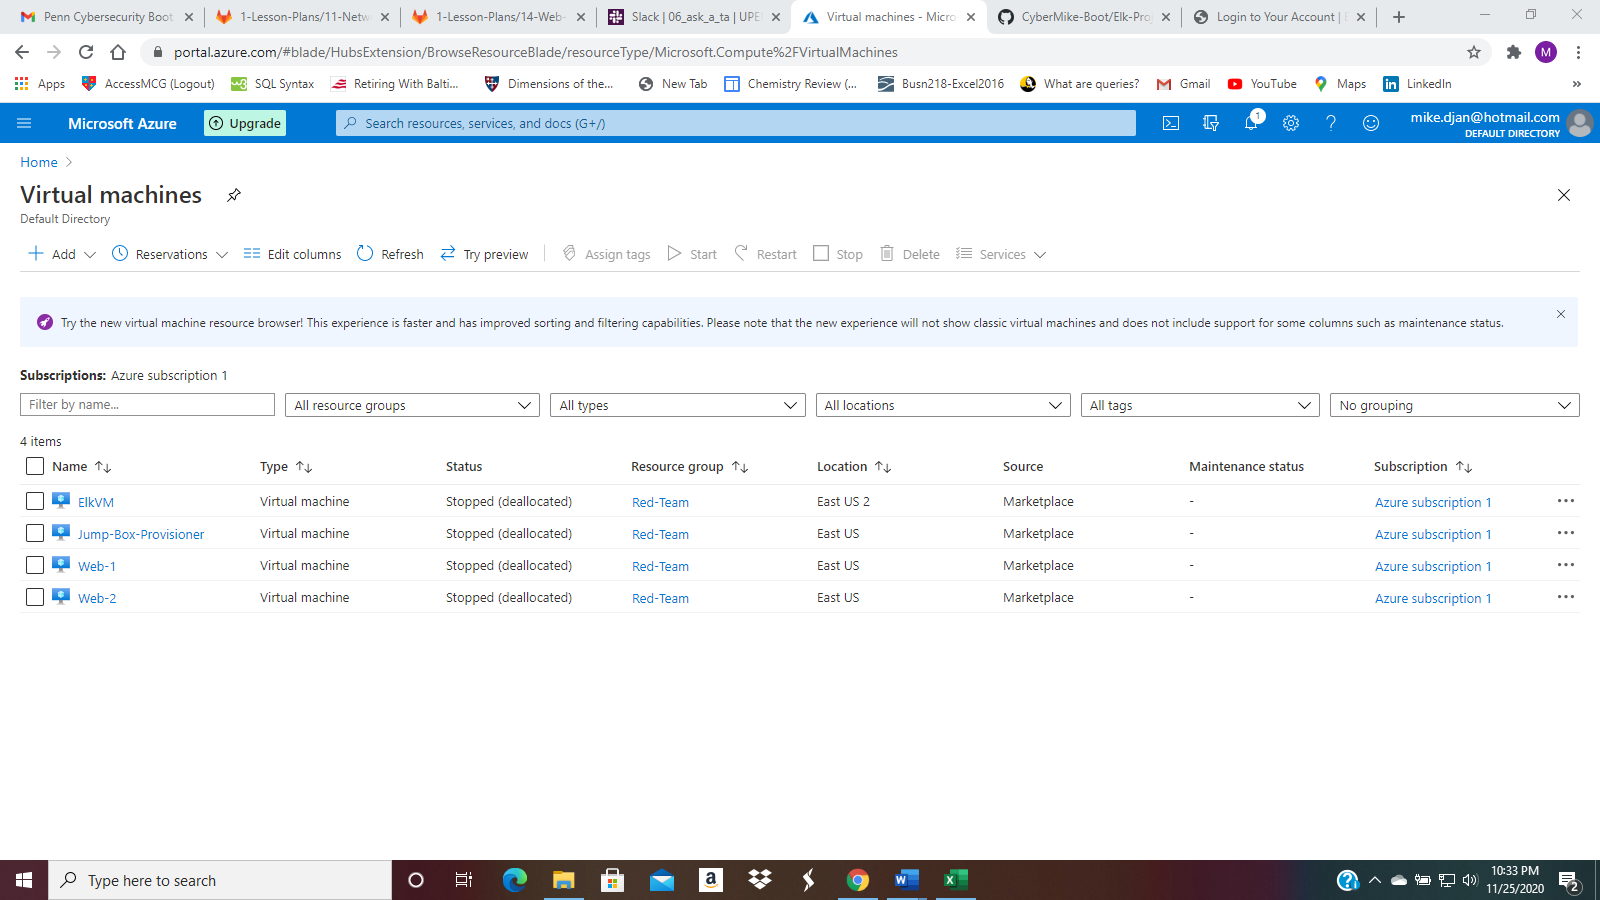 Penn Cybersecurity Boot
1-Lesson-Plans/11-Netw
1-Lesson-Plans/14-Web-
Slack | 06_ask_a_ta | UPE
Virtual machines - Micro
CyberMike-Boot/Elk-Proj
Login to Your Account |
portal.azure.com/#blade/HubsExtension/BrowseResourceBlade/resourceType/Microsoft.Compute%2FVirtualMachines
M
Apps
AccessMCG (Logout)
SQL Syntax
Retiring With Balti...
Dimensions of the...
New Tab
Chemistry Review (...
Busn218-Excel2016
What are queries?
Gmail
YouTube
Maps
LinkedIn
»
Microsoft Azure
Upgrade
Search resources, services, and docs (G+/)
1
mike.djan@hotmail.com
DEFAULT DIRECTORY
Home
Virtual machines
Default Directory
Add
Reservations
Edit columns
Refresh
Try preview
Assign tags
Start
Restart
Stop
Delete
Services
Try the new virtual machine resource browser! This experience is faster and has improved sorting and filtering capabilities. Please note that the new experience will not show classic virtual machines and does not include support for some columns such as maintenance status.
Subscriptions: Azure subscription 1
Filter by name...
All resource groups
All types
All locations
All tags
No grouping
4 items
Name Type Status Resource group Location Source Maintenance status Subscription
ElkVM Virtual machine Stopped (deallocated) Red-Team East US 2 Marketplace - Azure subscription 1
Jump-Box-Provisioner Virtual machine Stopped (deallocated) Red-Team East US Marketplace - Azure subscription 1
Web-1 Virtual machine Stopped (deallocated) Red-Team East US Marketplace - Azure subscription 1
Web-2 Virtual machine Stopped (deallocated) Red-Team East US Marketplace - Azure subscription 1
Type here to search
10:33 PM
11/25/2020
2